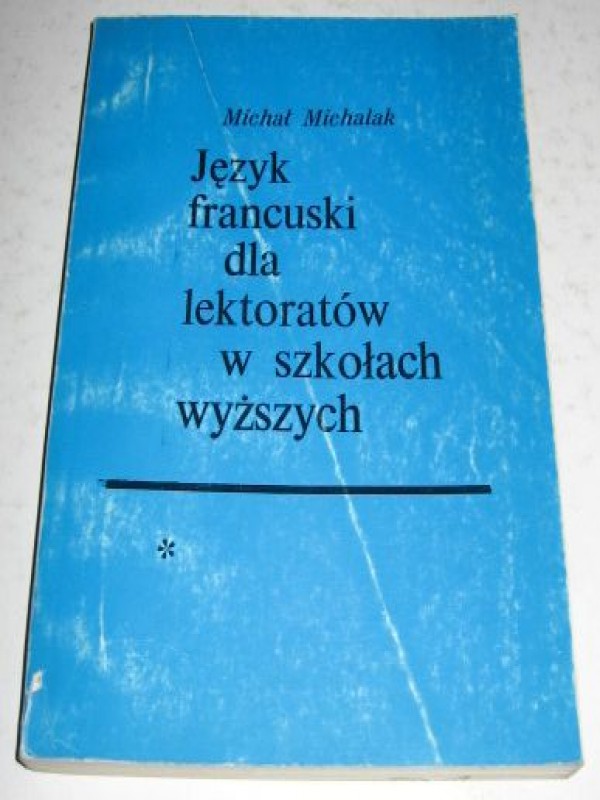 Michał Michalak
Język
francuski
dla
lektoratów
w szkołach
wyższych
*